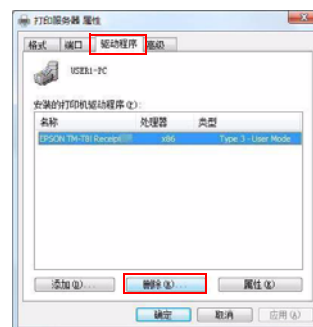 打印服务器 属性
格式 端口 驱动程序 高级
USER1-PC
安装的打印机驱动程序(P):
名称 处理器 类型
EPSON TM-T81 Receipt x86 Type 3 - User Mode
添加(D)... 删除(R)... 属性(E)
确定 取消 应用(A)